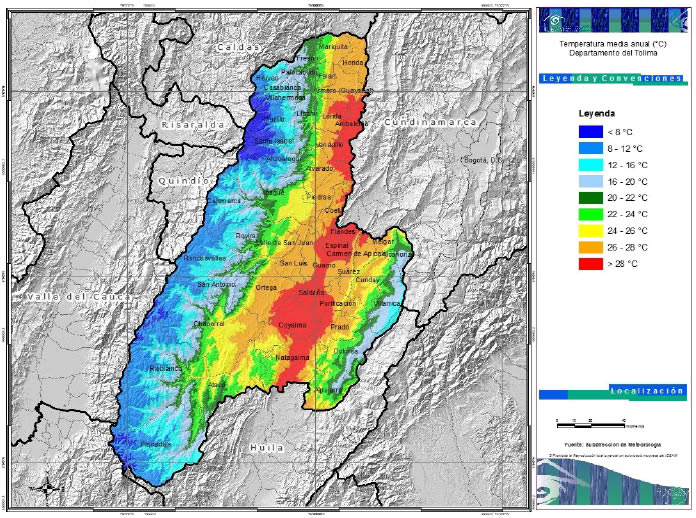 Caldas
Risaralda
Quindío
Valle del Cauca
Cundinamarca
Bogotá, D.C.
Huila
Mariquita
Honda
Fresno
Palocabildo
Falan
Herveo
Casabianca
Villahermosa
Armero (Guayabal)
Líbano
Lérida
Ambalema
Murillo
Santa Isabel
Venadillo
Anzoátegui
Alvarado
Ibagué
Piedras
Cajamarca
Coello
Flandes
Rovira
Valle de San Juan
Espinal
Melgar
Carmen de Apicalá
Roncesvalles
San Luis
Guamo
Suárez
Cunday
San Antonio
Ortega
Saldaña
Purificación
Villarrica
Chaparral
Coyaima
Prado
Dolores
Natagaima
Rioblanco
Ataco
Alpujarra
Planadas
Temperatura media anual (°C)
Departamento del Tolima
Leyenda y Convenciones
Leyenda
< 8 °C
8 - 12 °C
12 - 16 °C
16 - 20 °C
20 - 22 °C
22 - 24 °C
24 - 26 °C
26 - 28 °C
> 28 °C
Localización
Fuente: Subdirección de Meteorología